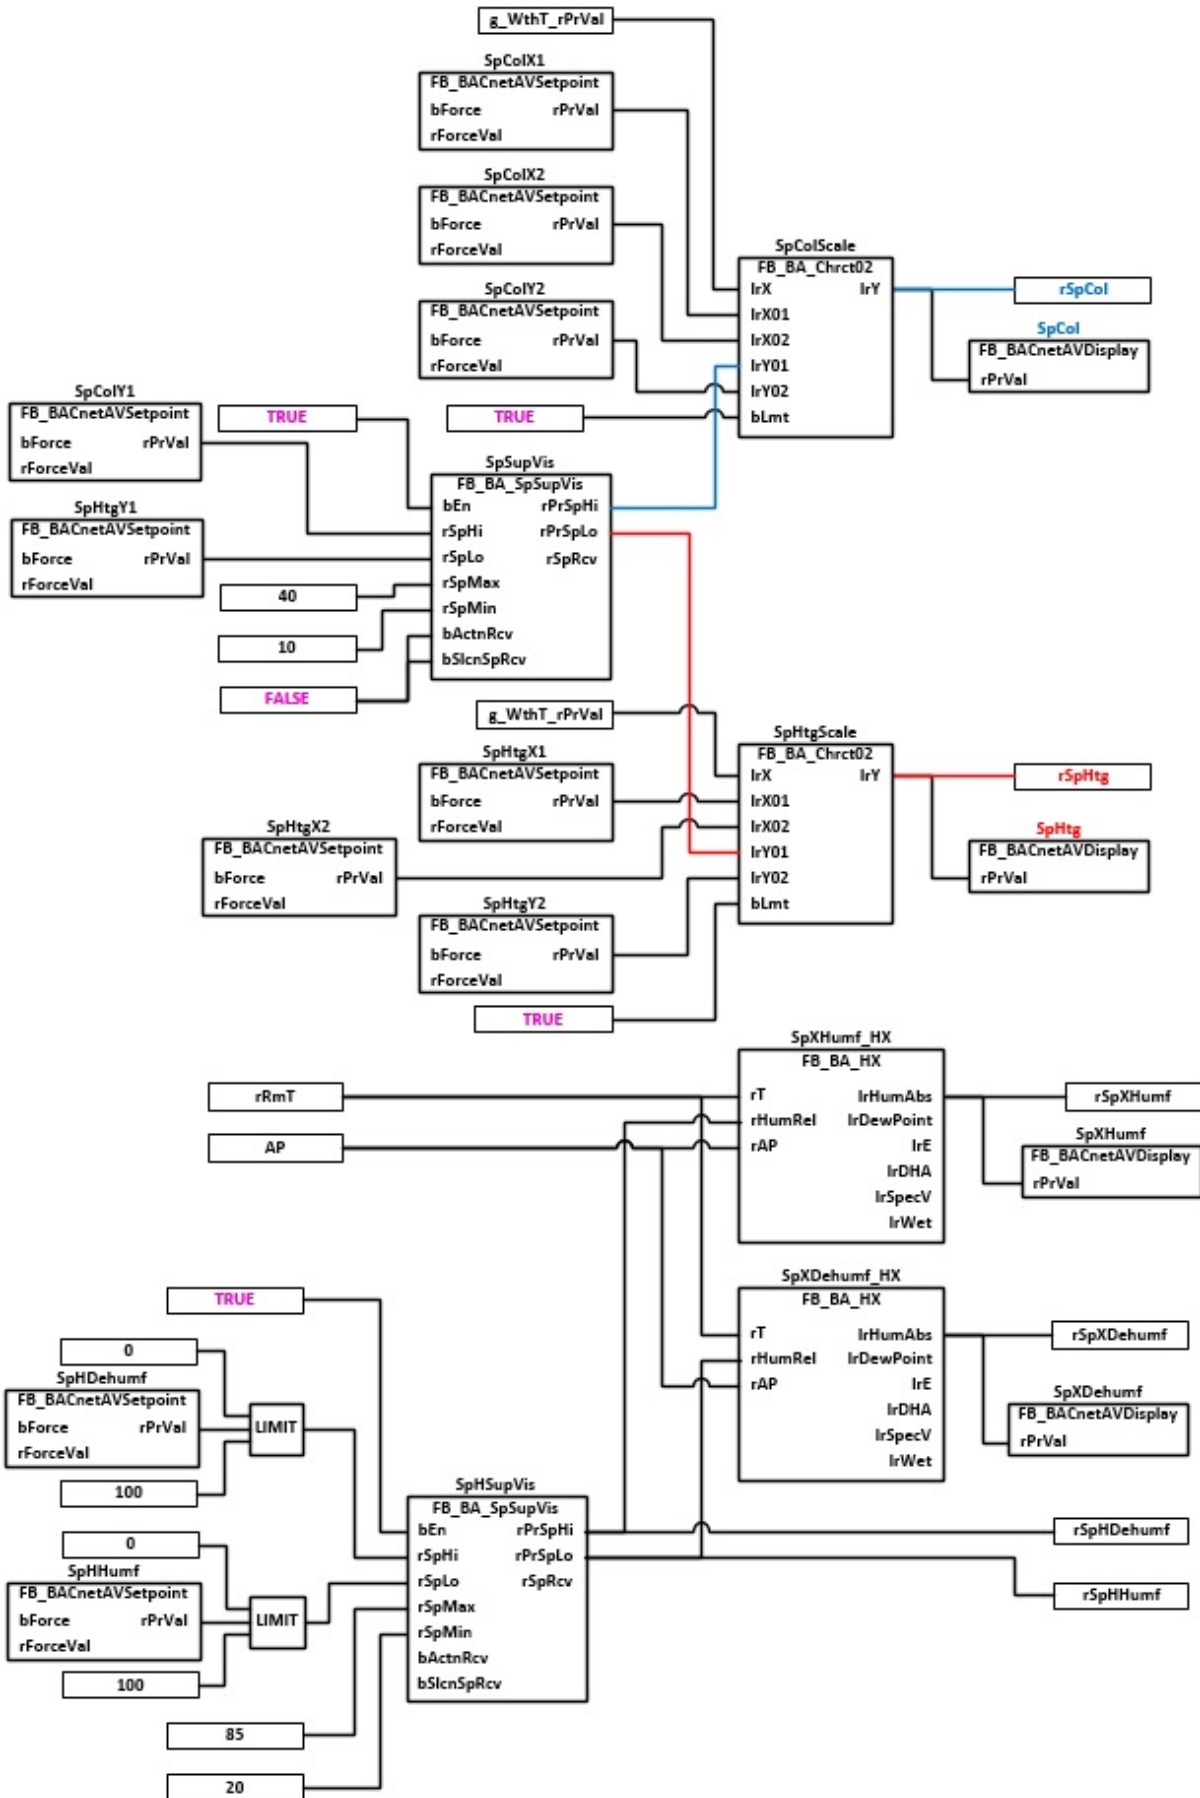 g_WthT_rPrVal
SpColX1
FB_BACnetAVSetpoint
bForce rPrVal
rForceVal
SpColX2
FB_BACnetAVSetpoint
bForce rPrVal
rForceVal
SpColY2
FB_BACnetAVSetpoint
bForce rPrVal
rForceVal
SpColScale
FB_BA_Chrct02
lrX lrY
lrX01
lrX02
lrY01
lrY02
bLmt
rSpCol
SpCol
FB_BACnetAVDisplay
rPrVal
TRUE
SpColY1
FB_BACnetAVSetpoint
bForce rPrVal
rForceVal
TRUE
SpHtgY1
FB_BACnetAVSetpoint
bForce rPrVal
rForceVal
40
10
FALSE
SpSupVis
FB_BA_SpSupVis
bEn rPrSpHi
rSpHi rPrSpLo
rSpLo rSpRcv
rSpMax
rSpMin
bActnRcv
bSlcnSpRcv
g_WthT_rPrVal
SpHtgX1
FB_BACnetAVSetpoint
bForce rPrVal
rForceVal
SpHtgX2
FB_BACnetAVSetpoint
bForce rPrVal
rForceVal
SpHtgY2
FB_BACnetAVSetpoint
bForce rPrVal
rForceVal
TRUE
SpHtgScale
FB_BA_Chrct02
lrX lrY
lrX01
lrX02
lrY01
lrY02
bLmt
rSpHtg
SpHtg
FB_BACnetAVDisplay
rPrVal
rRmT
AP
SpXHumf_HX
FB_BA_HX
rT lrHumAbs
rHumRel lrDewPoint
rAP lrE
lrDHA
lrSpecV
lrWet
rSpXHumf
SpXHumf
FB_BACnetAVDisplay
rPrVal
SpXDehumf_HX
FB_BA_HX
rT lrHumAbs
rHumRel lrDewPoint
rAP lrE
lrDHA
lrSpecV
lrWet
rSpXDehumf
SpXDehumf
FB_BACnetAVDisplay
rPrVal
TRUE
0
SpHDehumf
FB_BACnetAVSetpoint
bForce rPrVal
rForceVal
LIMIT
100
0
SpHHumf
FB_BACnetAVSetpoint
bForce rPrVal
rForceVal
LIMIT
100
85
20
SpHSupVis
FB_BA_SpSupVis
bEn rPrSpHi
rSpHi rPrSpLo
rSpLo rSpRcv
rSpMax
rSpMin
bActnRcv
bSlcnSpRcv
rSpHDehumf
rSpHHumf